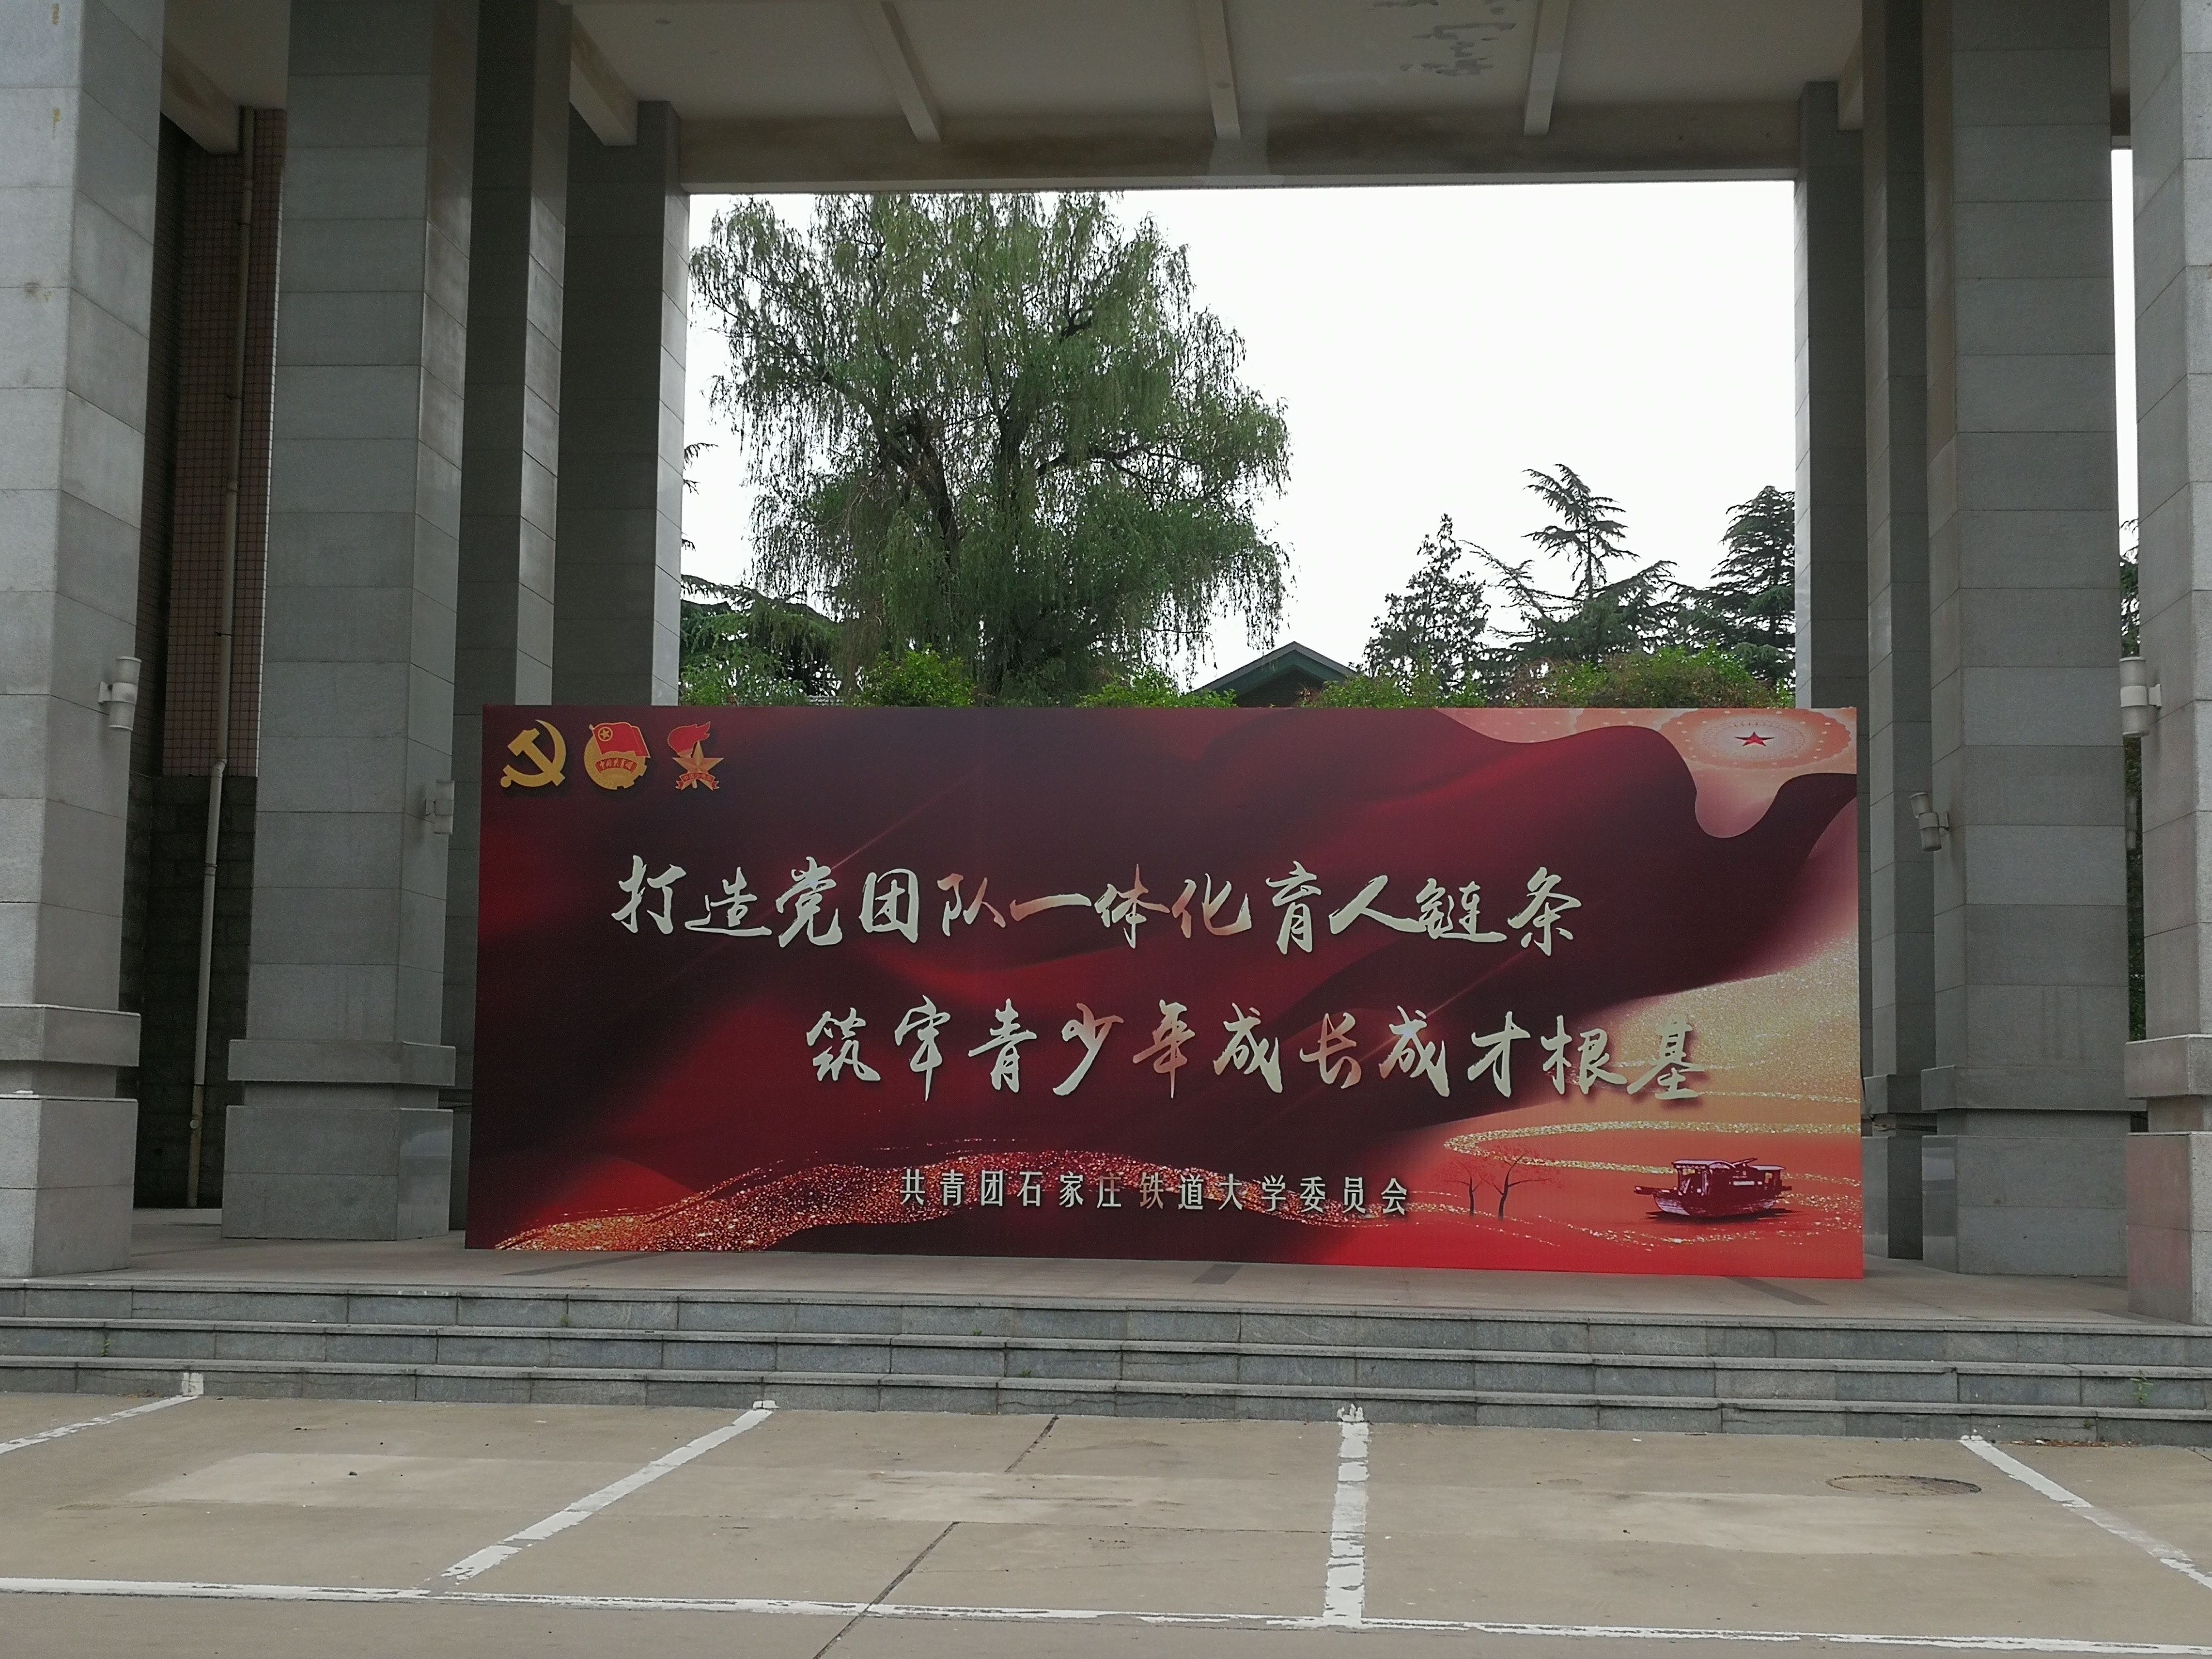 打造党团队一体化育人链条
筑牢青少年成长成才根基
共青团石家庄铁道大学委员会